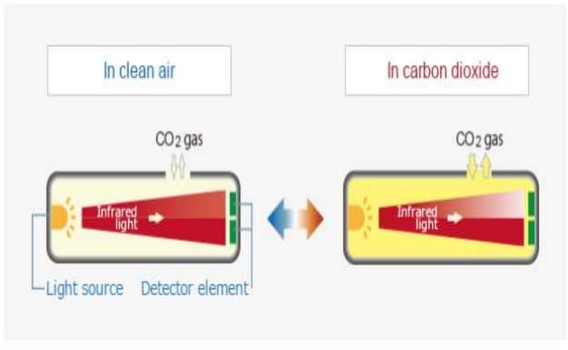 In clean air
In carbon dioxide
CO2 gas
CO2 gas
Infrared
light
Infrared
light
Light source
Detector element